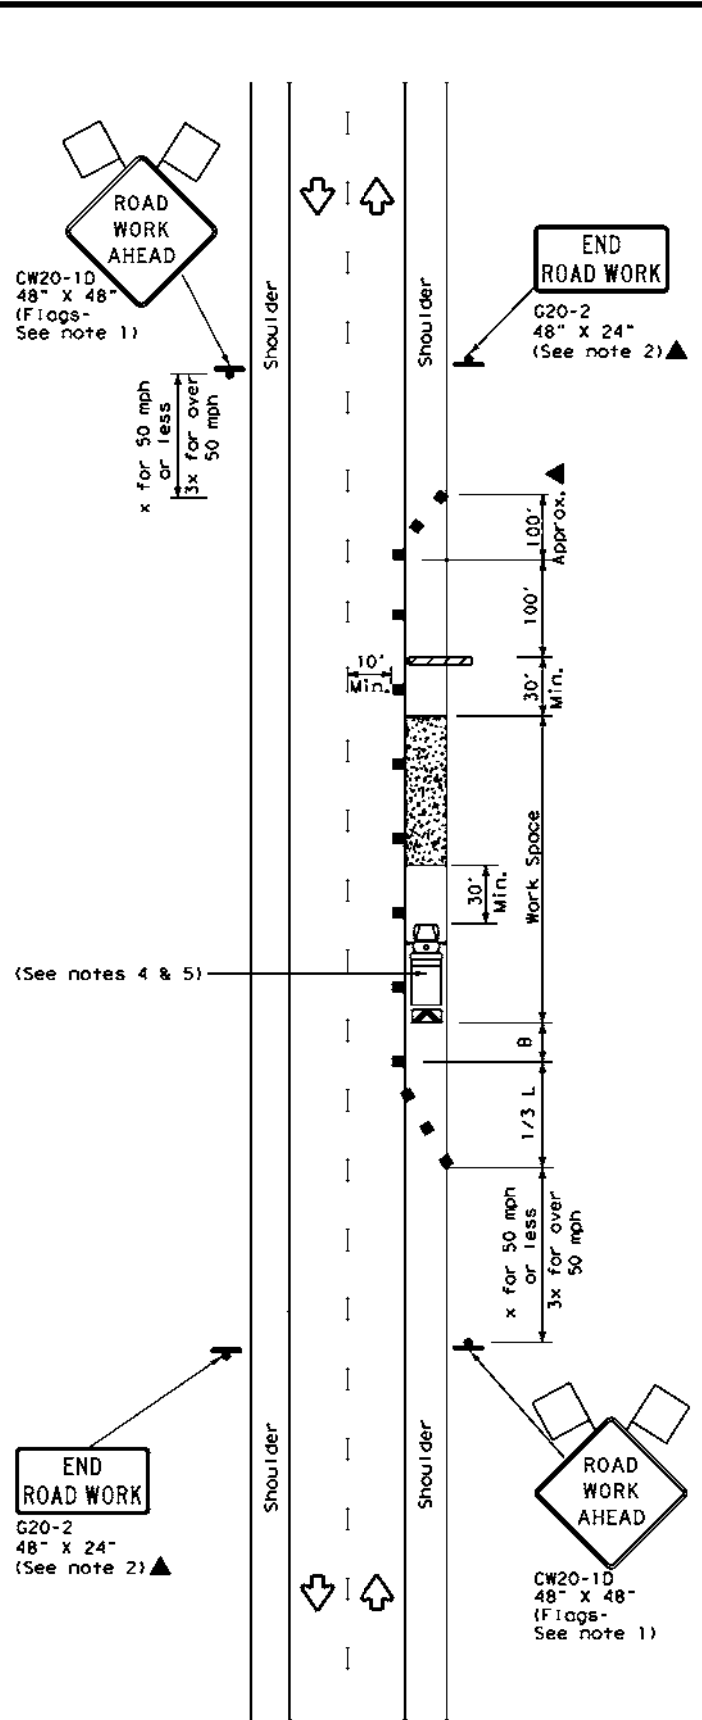 ROAD
WORK
AHEAD
CW20-1D
48" X 48"
(Flags-
See note 1)
END
ROAD WORK
G20-2
48" X 24"
(See note 2)
Shoulder
Shoulder
x for 50 mph
or less
3x for over
50 mph
100'
Approx.
100'
10'
Min.
30'
Min.
Work Space
30'
Min.
(See notes 4 & 5)
B
1/3 L
x for 50 mph
or less
3x for over
50 mph
Shoulder
Shoulder
END
ROAD WORK
G20-2
48" X 24"
(See note 2)
ROAD
WORK
AHEAD
CW20-1D
48" X 48"
(Flags-
See note 1)